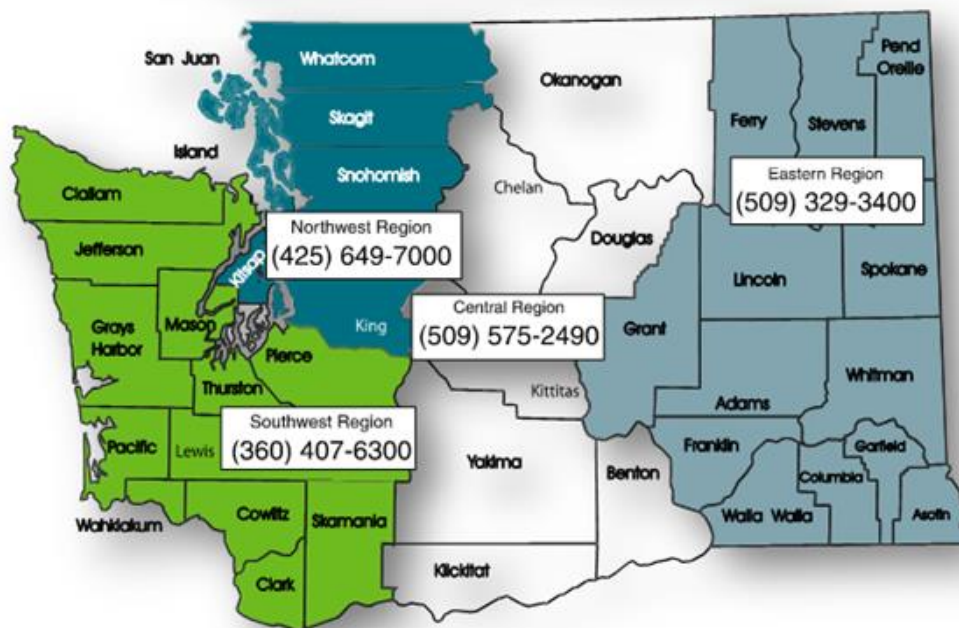 San Juan
Whatcom
Okanogan
Pend
Oreille
Skagit
Ferry
Stevens
Island
Snohomish
Chelan
Clallam
Eastern Region
(509) 329-3400
Northwest Region
(425) 649-7000
Douglas
Jefferson
Kitsap
Lincoln
Spokane
Central Region
(509) 575-2490
Grays
Harbor
Mason
King
Grant
Pierce
Thurston
Kittitas
Adams
Whitman
Southwest Region
(360) 407-6300
Pacific
Lewis
Yakima
Benton
Franklin
Garfield
Columbia
Wahkiakum
Cowlitz
Skamania
Walla Walla
Asotin
Clark
Klickitat